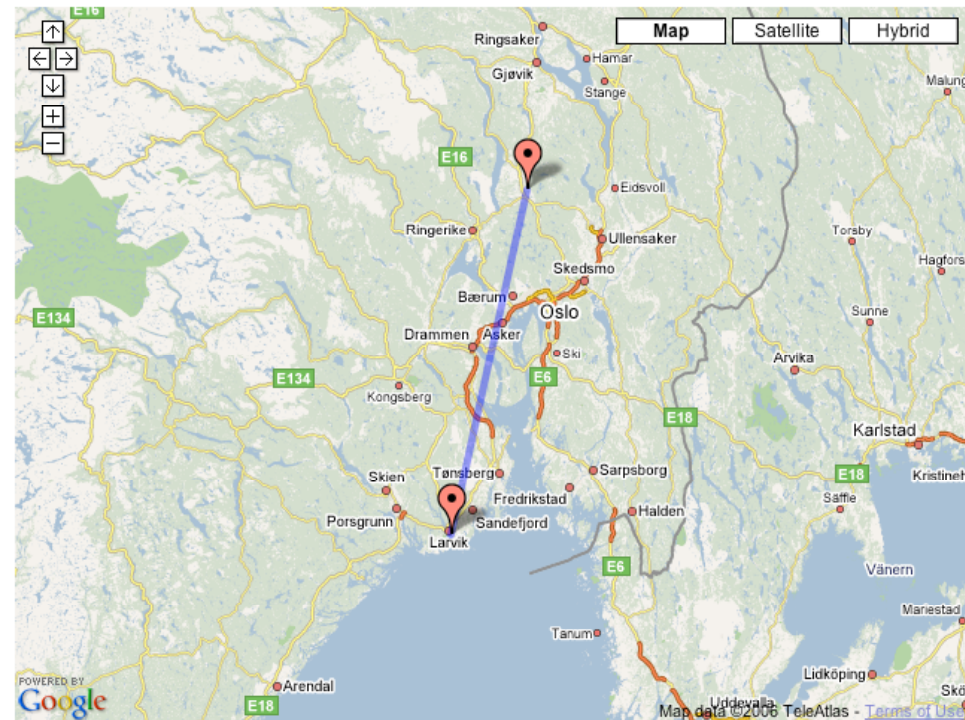 E16
Ringsaker
Map
Satellite
Hybrid
Hamar
Gjøvik
Stange
Malung
E16
Eidsvoll
Ringerike
Ullensaker
Torsby
Skedsmo
Hagfors
Bærum
Oslo
E134
Sunne
Drammen
Asker
Ski
Arvika
E134
E6
Kongsberg
E18
Karlstad
Skien
Tønsberg
Sarpsborg
E18
Kristineh
Fredrikstad
Säffle
Porsgrunn
Sandefjord
Halden
Larvik
E6
Vänern
Mariestad
Tanum
Lidköping
POWERED BY
Google
Arendal
Skö
E18
Uddevalla
Map data ©2006 TeleAtlas - Terms of Use